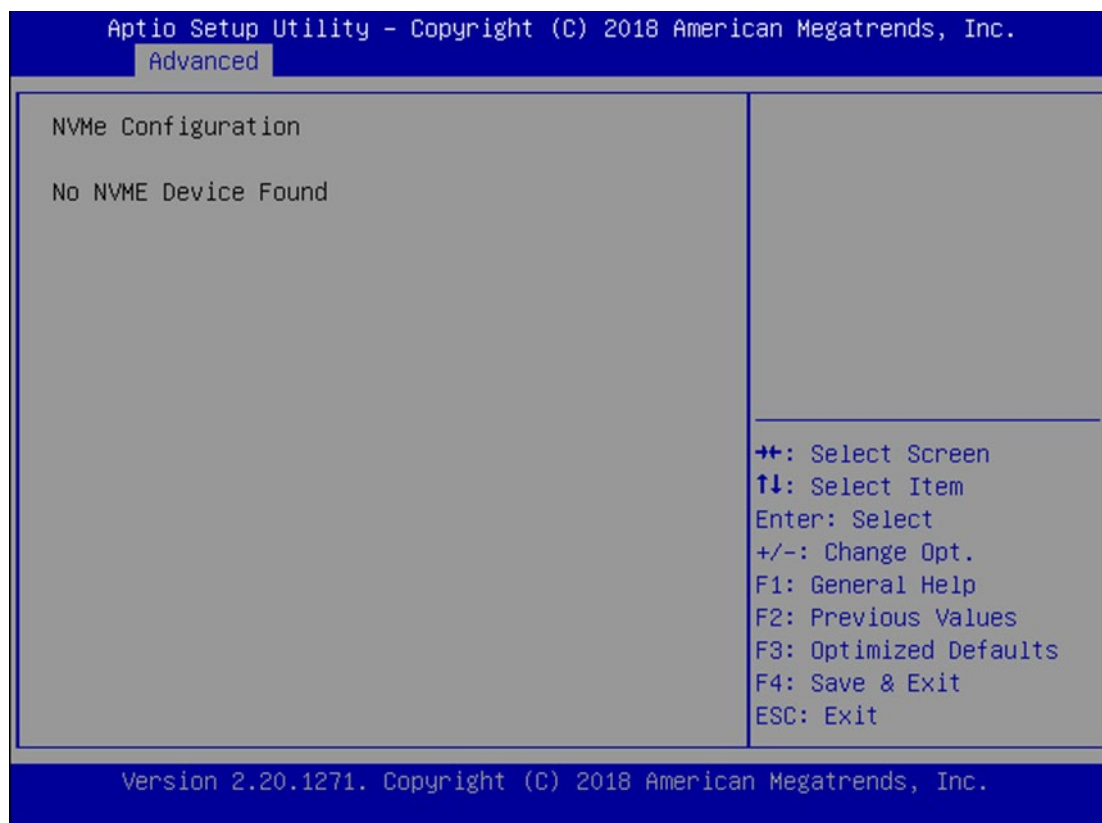 Aptio Setup Utility – Copyright (C) 2018 American Megatrends, Inc.
Advanced
NVMe Configuration
No NVME Device Found
→←: Select Screen
↑↓: Select Item
Enter: Select
+/-: Change Opt.
F1: General Help
F2: Previous Values
F3: Optimized Defaults
F4: Save & Exit
ESC: Exit
Version 2.20.1271. Copyright (C) 2018 American Megatrends, Inc.